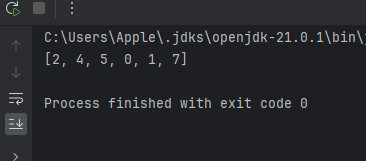 C:\Users\Apple\.jdks\openjdk-21.0.1\bin\
[2, 4, 5, 0, 1, 7]
Process finished with exit code 0